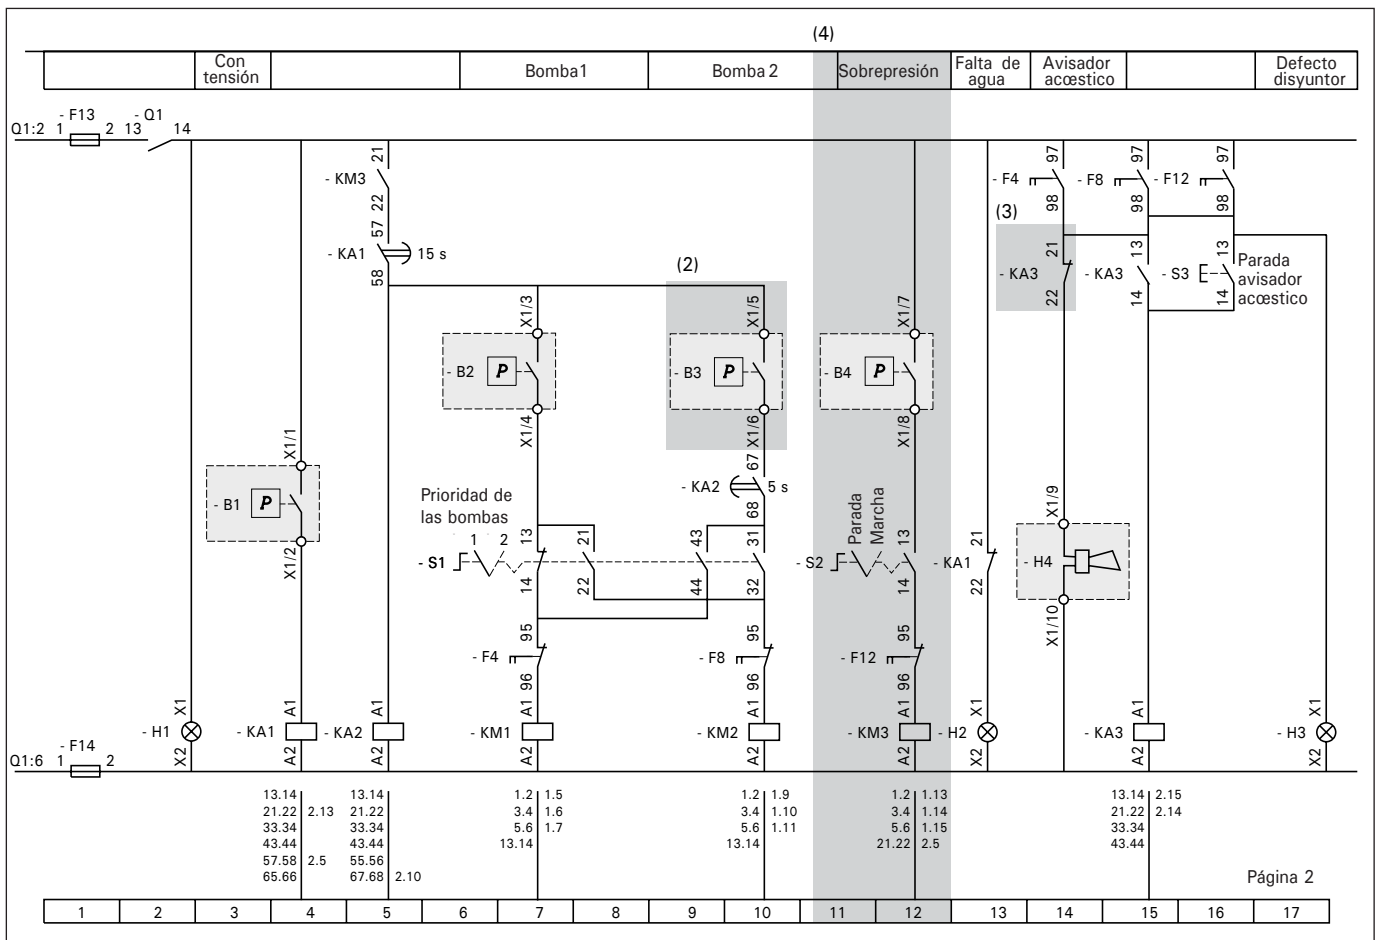 (4)
Con tensión
Bomba 1
Bomba 2
Sobrepresión
Falta de agua
Avisador acœstico
Defecto disyuntor
- F13
- Q1
Q1:2 1 2 13 14
21
- KM3
22
57
- KA1 15 s
58
97 97 97
- F4 - F8 - F12
98 98 98
(3)
21 13 13
- KA3 - KA3 - S3
22 14 14
Parada avisador acœstico
(2)
X1/3 X1/5 X1/7
- B2 P - B3 P - B4 P
X1/4 X1/6 X1/8
67
- KA2 5 s
68
X1/1
- B1 P
X1/2
Prioridad de las bombas
1 2
- S1
13 21 43 31
14 22 44 32
Parada
Marcha
- S2
13
14
21
- KA1
22
X1/9
- H4
X1/10
95 95 95
- F4 - F8 - F12
96 96 96
X1 A1 A1 A1 A1 A1 X1 A1 X1
- H1 - KA1 - KA2 - KM1 - KM2 - KM3 - H2 - KA3 - H3
X2 A2 A2 A2 A2 A2 X2 A2 X2
- F14
Q1:6 1 2
13.14
21.22 2.13
33.34
43.44
57.58 2.5
65.66
13.14
21.22
33.34
43.44
55.56
67.68 2.10
1.2 1.5
3.4 1.6
5.6 1.7
13.14
1.2 1.9
3.4 1.10
5.6 1.11
13.14
1.2 1.13
3.4 1.14
5.6 1.15
21.22 2.5
13.14 2.15
21.22 2.14
33.34
43.44
Página 2
1 2 3 4 5 6 7 8 9 10 11 12 13 14 15 16 17